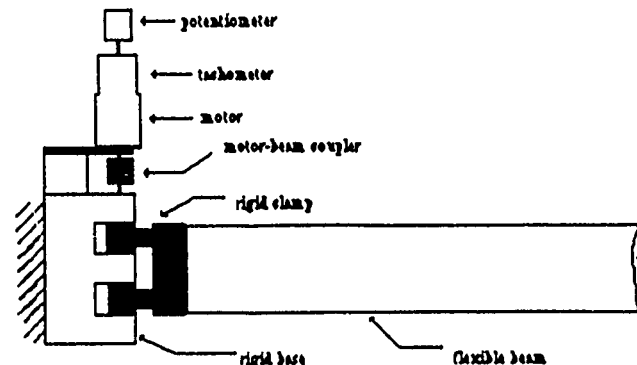 potentiometer
tachometer
motor
motor-beam coupler
rigid clamp
rigid base
flexible beam